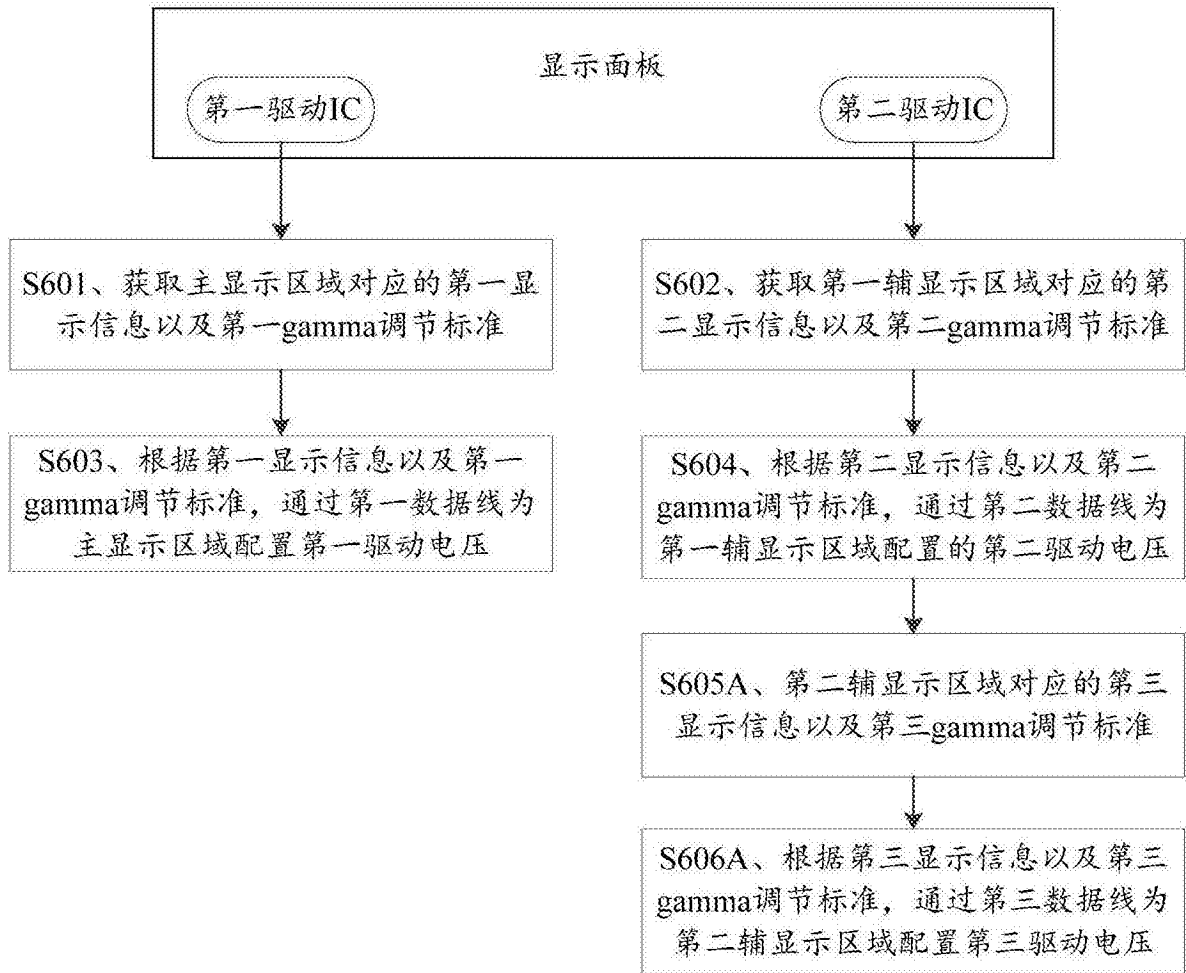 显示面板
第一驱动IC
第二驱动IC
S601、获取主显示区域对应的第一显
示信息以及第一gamma调节标准
S603、根据第一显示信息以及第一
gamma调节标准，通过第一数据线为
主显示区域配置第一驱动电压
S602、获取第一辅显示区域对应的第
二显示信息以及第二gamma调节标准
S604、根据第二显示信息以及第二
gamma调节标准，通过第二数据线为
第一辅显示区域配置的第二驱动电压
S605A、第二辅显示区域对应的第三
显示信息以及第三gamma调节标准
S606A、根据第三显示信息以及第三
gamma调节标准，通过第三数据线为
第二辅显示区域配置第三驱动电压